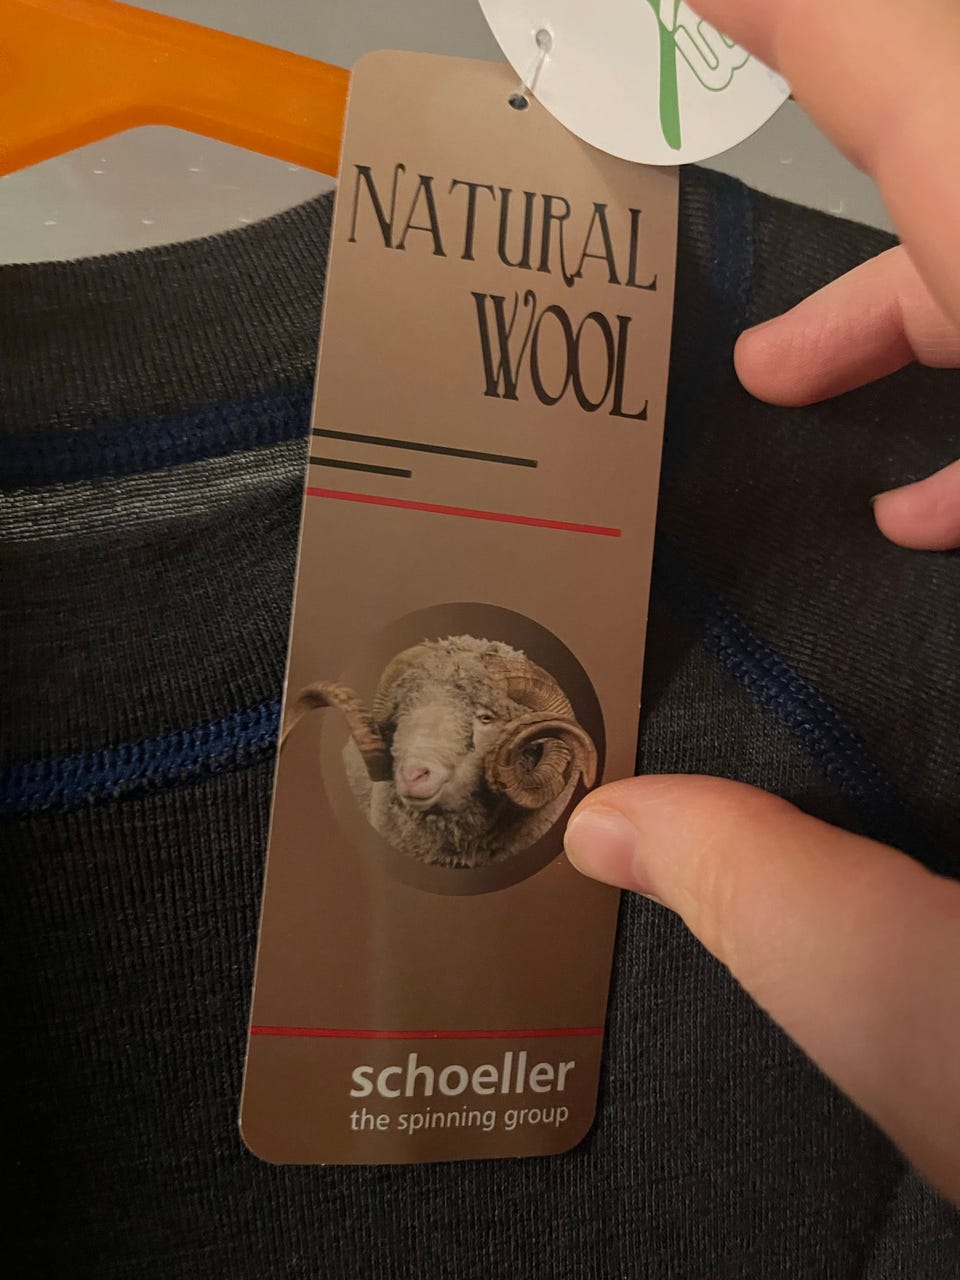 NATURAL
WOOL
schoeller
the spinning group